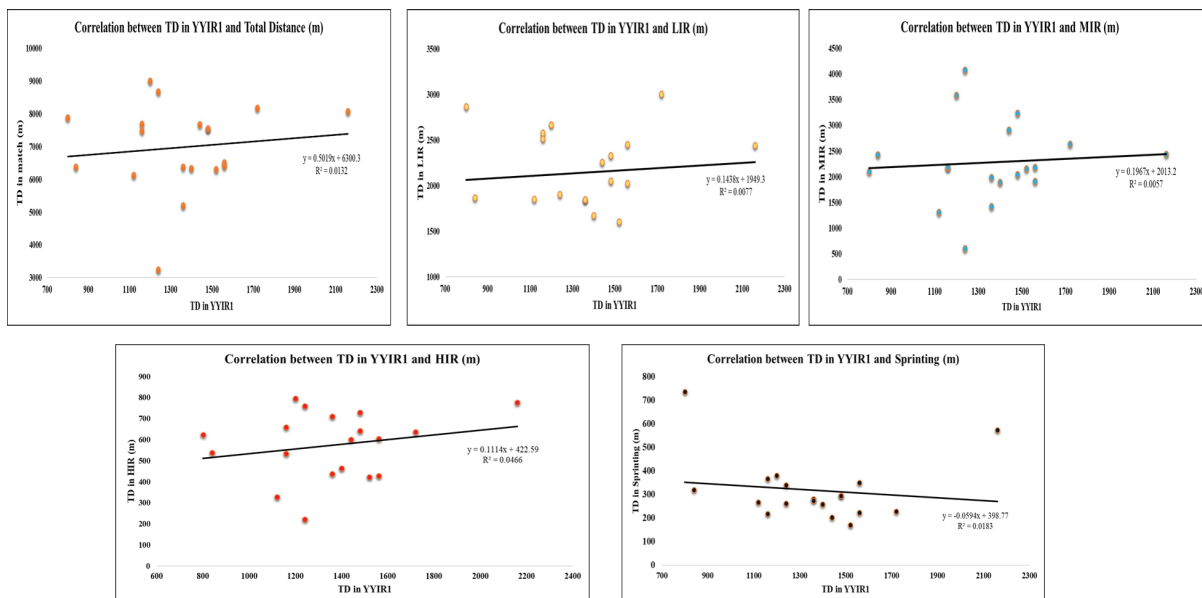 Correlation between TD in YYIR1 and Total Distance (m)
TD in match (m)
10000
9000
8000
7000
6000
5000
4000
3000
y = 0.5019x + 6300.3
R² = 0.0132
700 900 1100 1300 1500 1700 1900 2100 2300
TD in YYIR1
Correlation between TD in YYIR1 and LIR (m)
TD in LIR (m)
3500
3000
2500
2000
1500
1000
y = 0.1438x + 1949.3
R² = 0.0077
700 900 1100 1300 1500 1700 1900 2100 2300
TD in YYIR1
Correlation between TD in YYIR1 and MIR (m)
TD in MIR (m)
4500
4000
3500
3000
2500
2000
1500
1000
500
0
y = 0.1967x + 2013.2
R² = 0.0057
700 900 1100 1300 1500 1700 1900 2100 2300
TD in YYIR1
Correlation between TD in YYIR1 and HIR (m)
TD in HIR (m)
900
800
700
600
500
400
300
200
100
0
y = 0.1114x + 422.59
R² = 0.0466
600 800 1000 1200 1400 1600 1800 2000 2200 2400
TD in YYIR1
Correlation between TD in YYIR1 and Sprinting (m)
TD in Sprinting (m)
800
700
600
500
400
300
200
100
0
y = -0.0594x + 398.77
R² = 0.0183
700 900 1100 1300 1500 1700 1900 2100 2300
TD in YYIR1